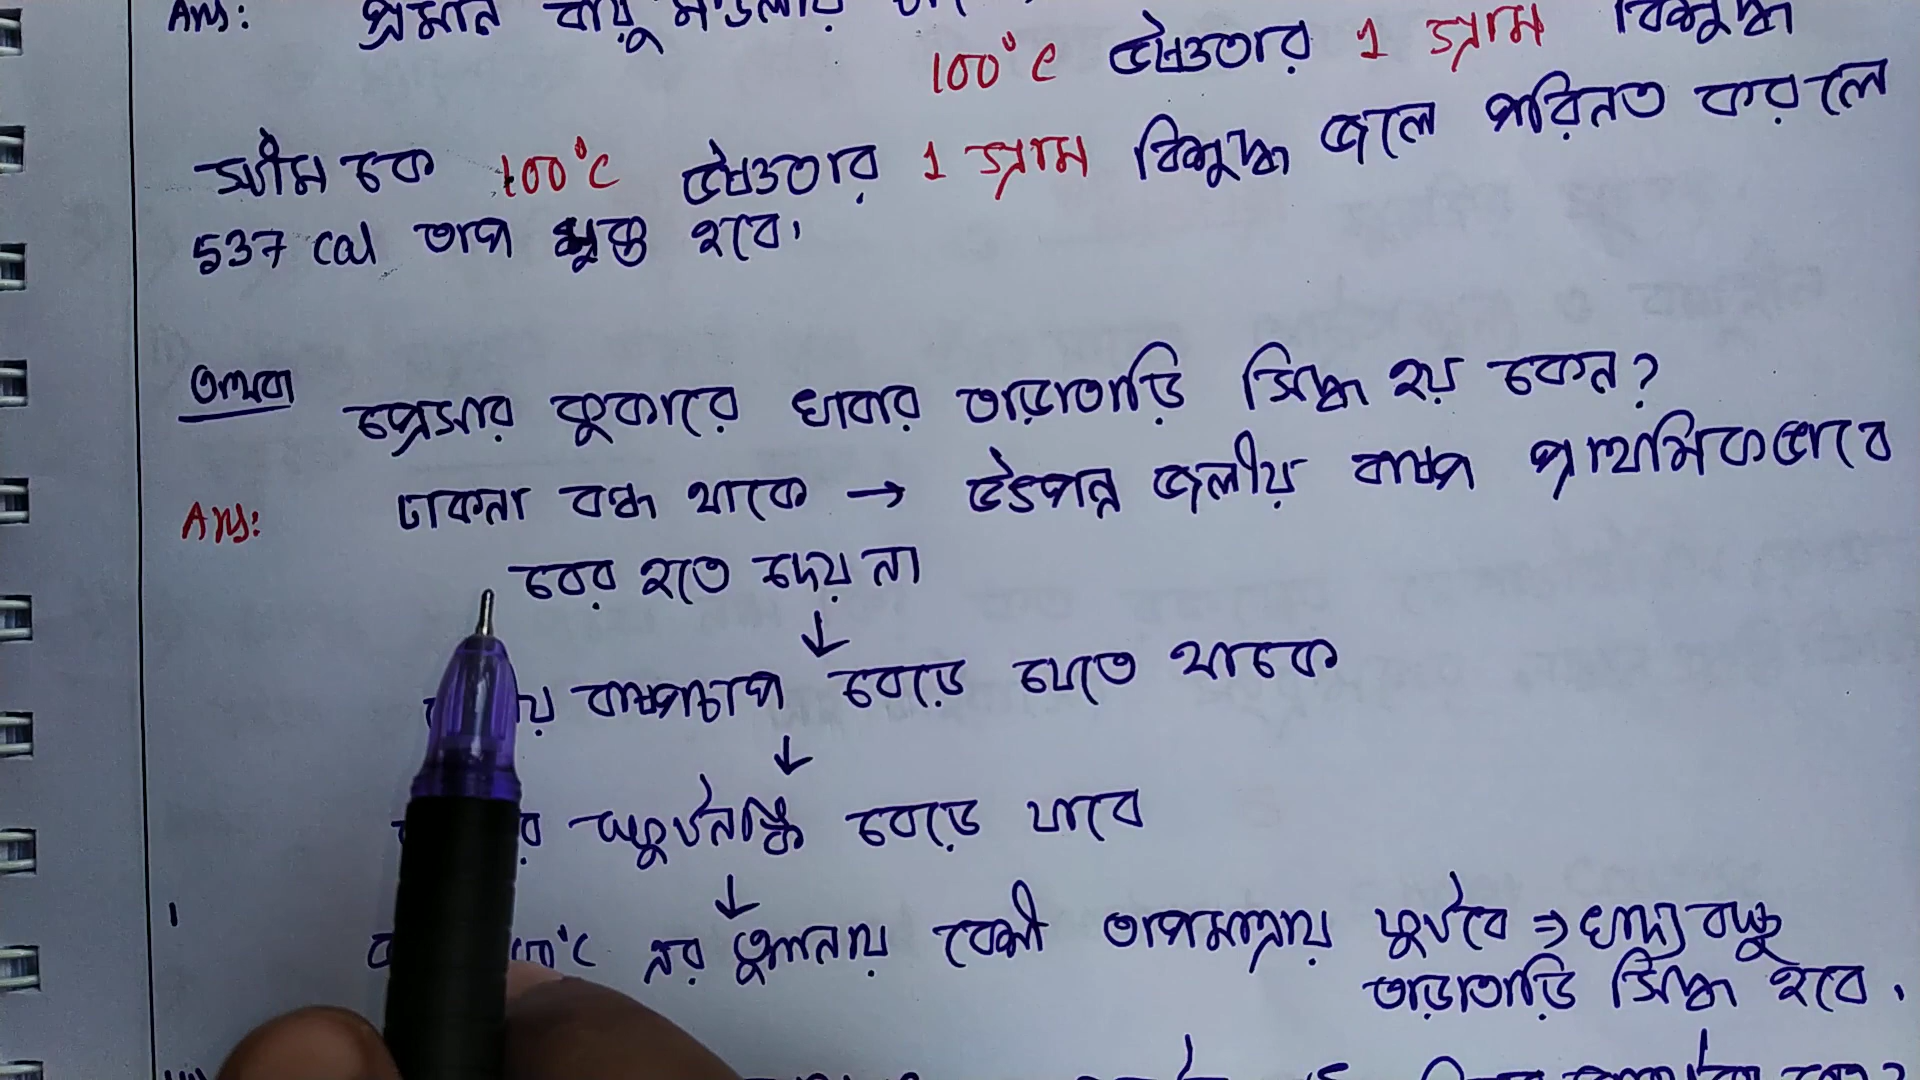 Ans: প্রমান বায়ু মণ্ডলীয়
100°C উষ্ণতার 1 গ্রাম বিশুদ্ধ
স্টীম কে 100°C উষ্ণতার 1 গ্রাম বিশুদ্ধ জলে পরিনত করলে
537 cal তাপ মুক্ত হবে।
অথবা প্রেসার কুকারে খাবার তাড়াতাড়ি সিদ্ধ হয় কেন?
Ans: ঢাকনা বন্ধ থাকে → উৎপন্ন জলীয় বাষ্প প্রাথমিকভাবে
বের হতে দেয় না
↓
বাষ্পচাপ বেড়ে যেতে থাকে
↓
স্ফুটনাঙ্ক বেড়ে যাবে
↓
°C এর তুলনায় বেশী তাপমাত্রায় ফুটবে ⇒ খাদ্য বস্তু
তাড়াতাড়ি সিদ্ধ হবে।